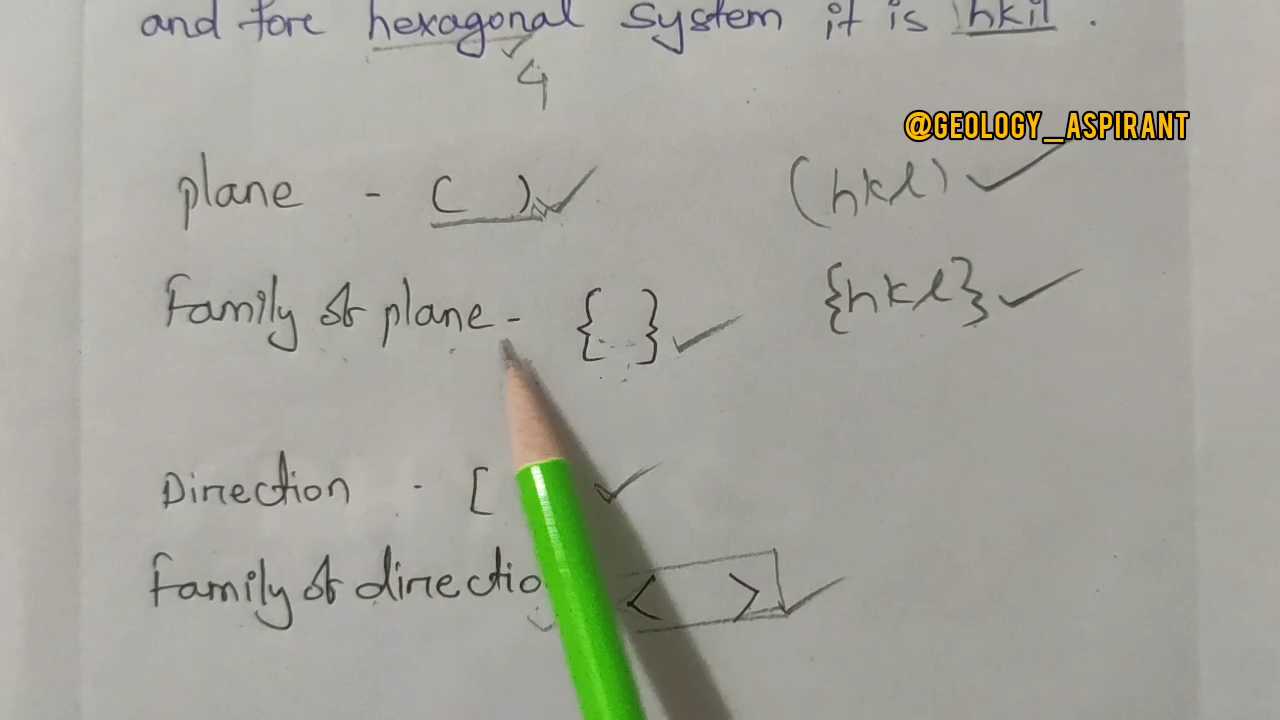 and fore hexagonal system it is hkil .
4
@GEOLOGY_ASPIRANT
plane - ( ) (hkl)
Family of plane - { } {hkl}
Direction - [
Family of directio < >